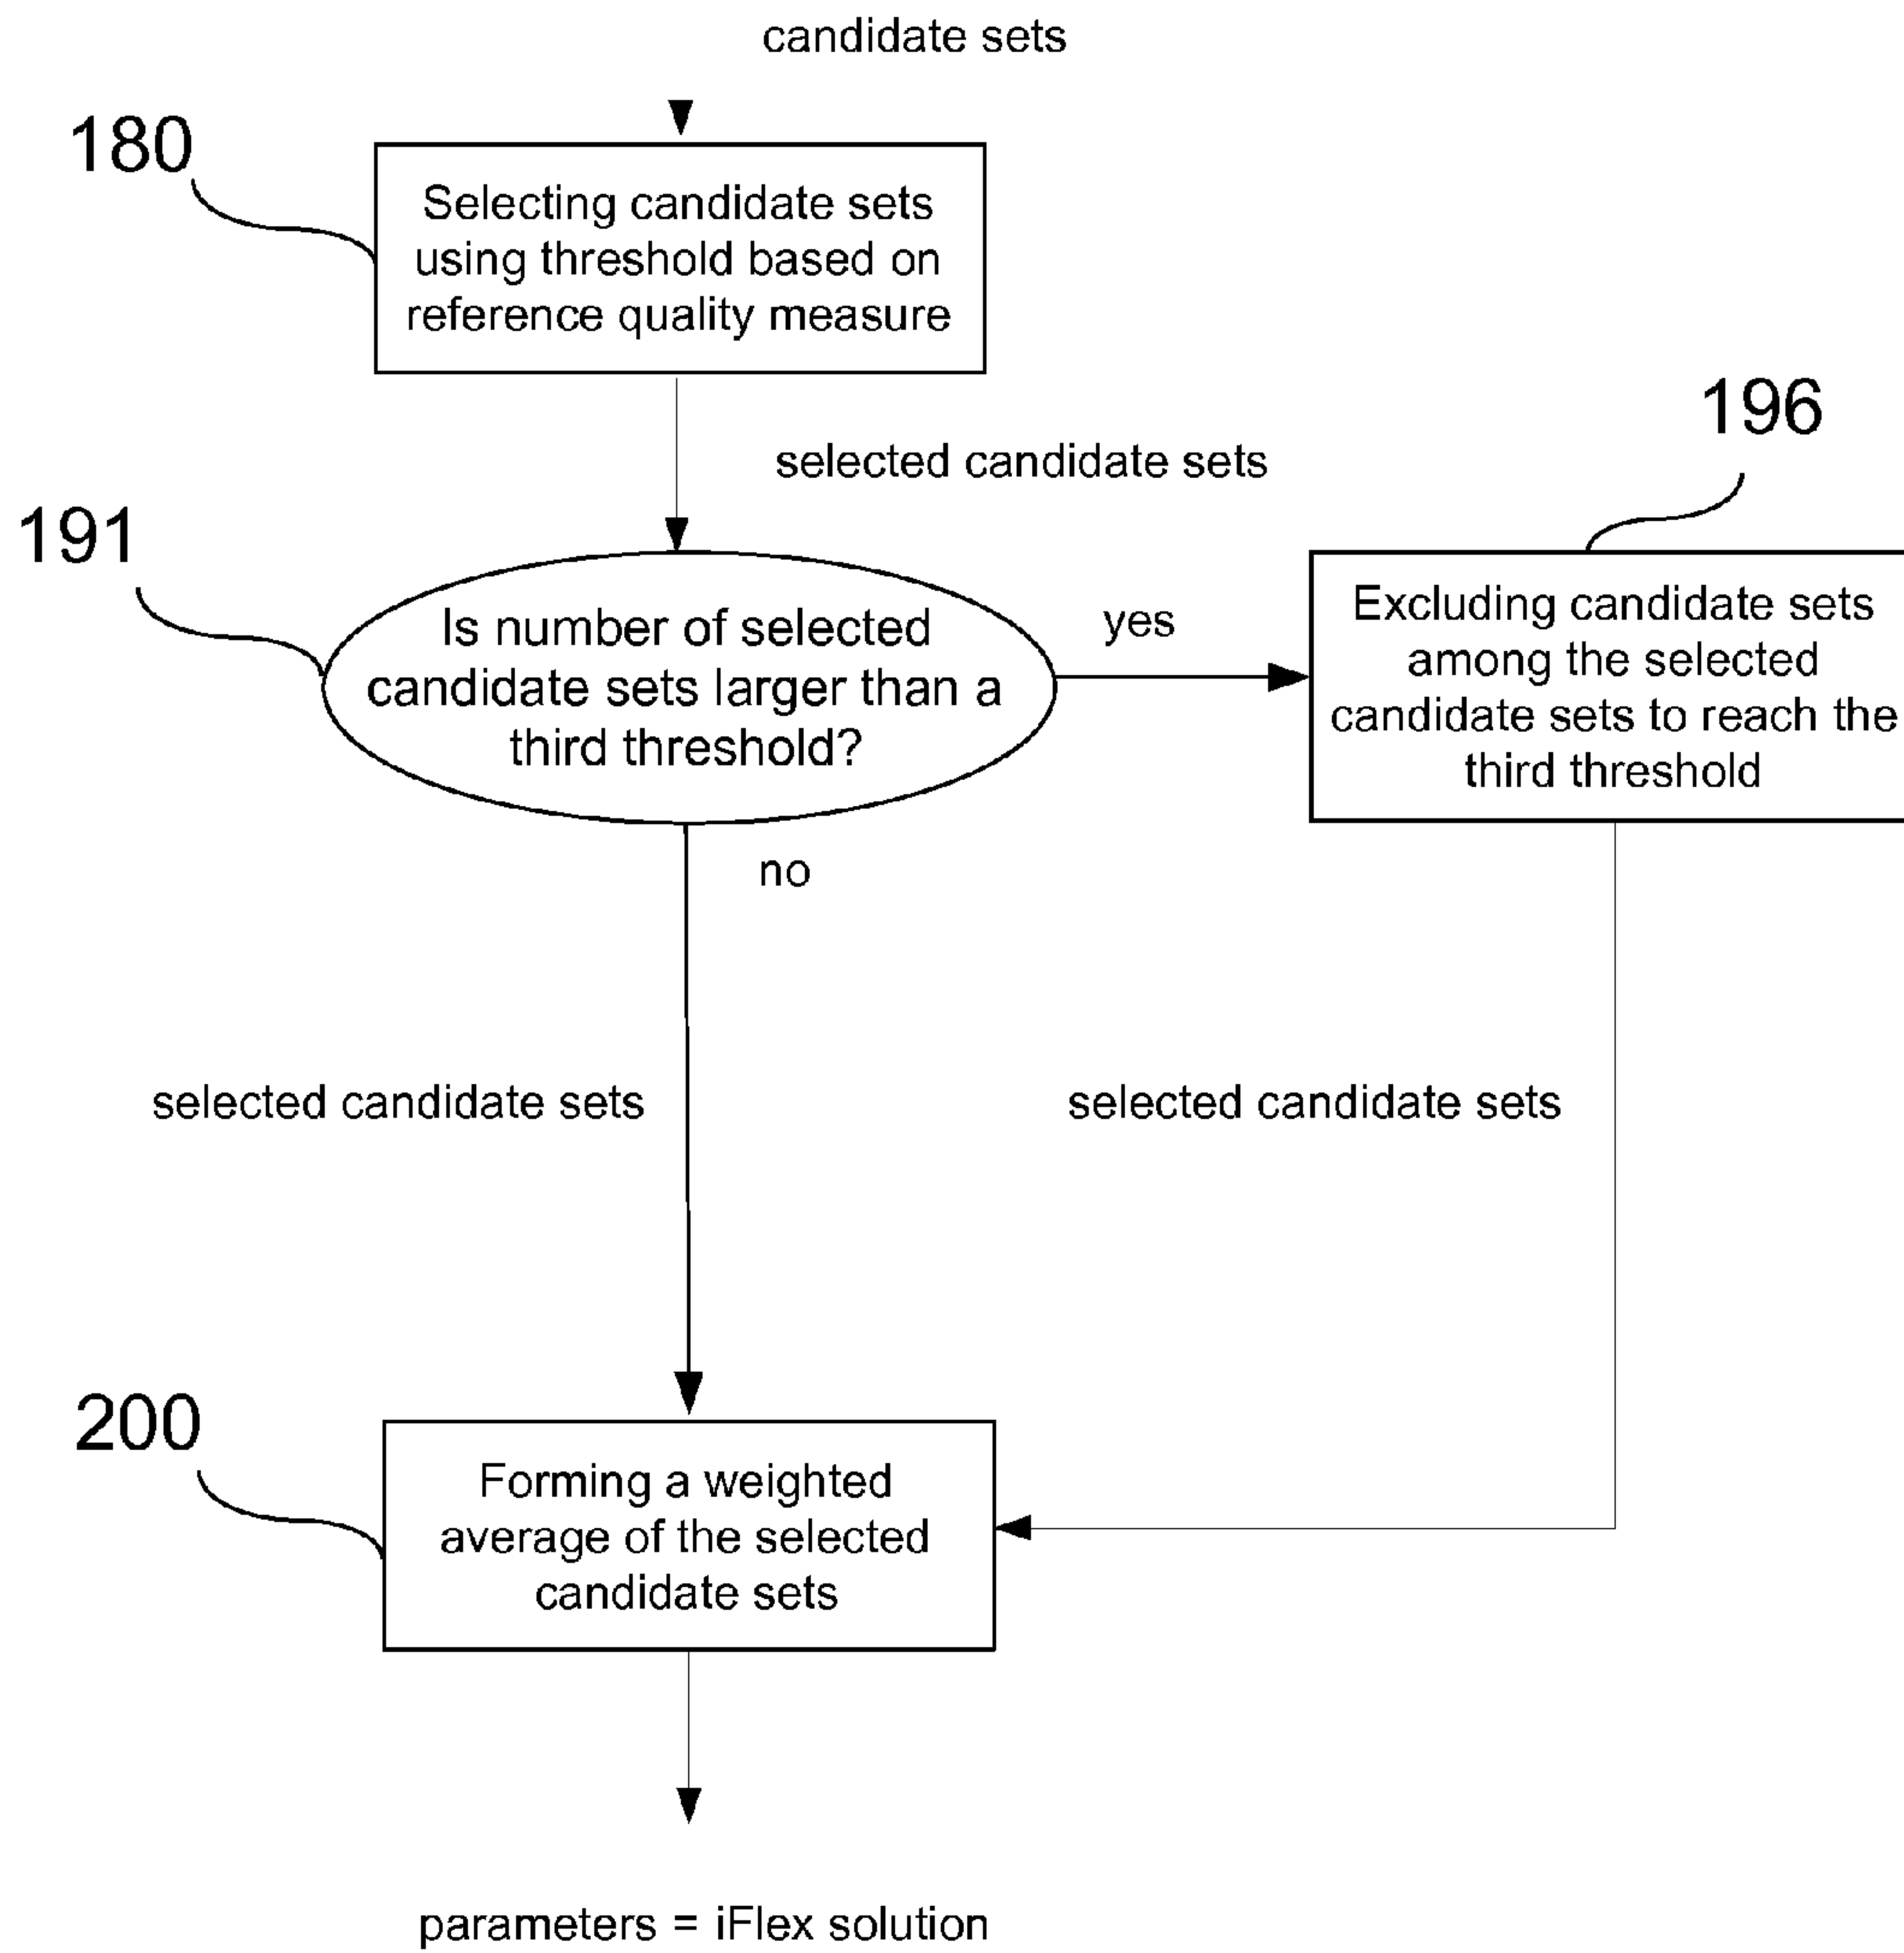 candidate sets
180
Selecting candidate sets
using threshold based on
reference quality measure
196
selected candidate sets
191
Is number of selected
candidate sets larger than a
third threshold?
yes
Excluding candidate sets
among the selected
candidate sets to reach the
third threshold
no
selected candidate sets
selected candidate sets
200
Forming a weighted
average of the selected
candidate sets
parameters = iFlex solution